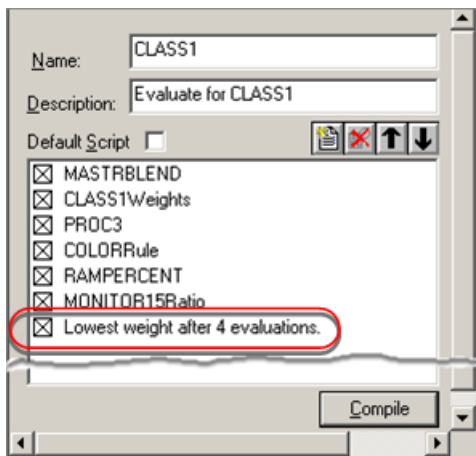 Name: CLASS1
Description: Evaluate for CLASS1
Default Script
MASTRBLEND
CLASS1Weights
PROC3
COLORRule
RAMPERCENT
MONITOR15Ratio
Lowest weight after 4 evaluations.
Compile